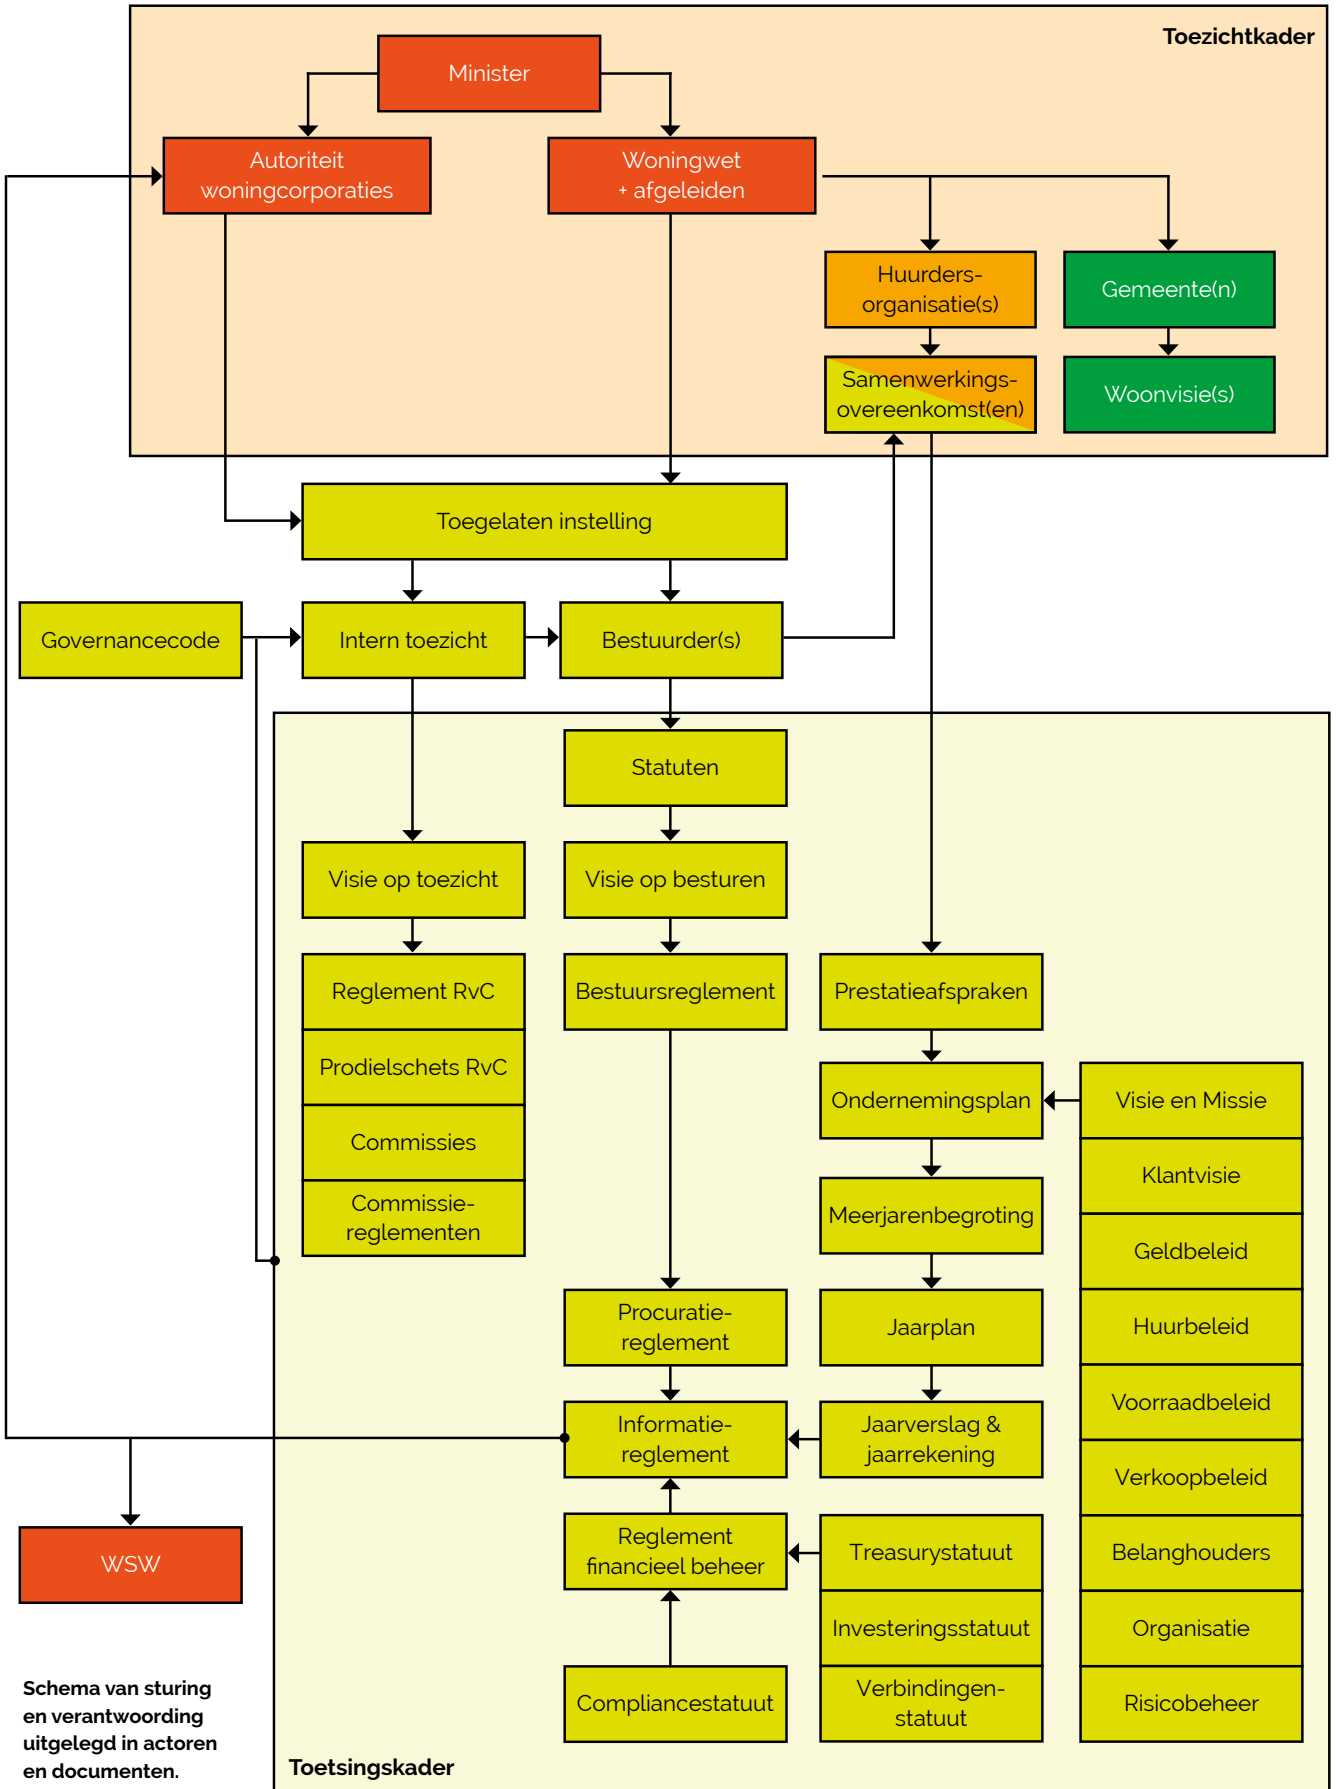 Toezichtkader
Minister
Autoriteit
woningcorporaties
Woningwet
+ afgeleiden
Huurders-
organisatie(s)
Gemeente(n)
Samenwerkings-
overeenkomst(en)
Woonvisie(s)
Toegelaten instelling
Governancecode
Intern toezicht
Bestuurder(s)
Statuten
Visie op toezicht
Visie op besturen
Reglement RvC
Bestuursreglement
Prestatieafspraken
Prodielschets RvC
Ondernemingsplan
Visie en Missie
Commissies
Klantvisie
Commissie-
reglementen
Meerjarenbegroting
Geldbeleid
Procuratie-
reglement
Jaarplan
Huurbeleid
Informatie-
reglement
Jaarverslag &
jaarrekening
Voorraadbeleid
Verkoopbeleid
WSW
Reglement
financieel beheer
Treasurystatuut
Belanghouders
Investeringsstatuut
Organisatie
Compliancestatuut
Verbindingen-
statuut
Risicobeheer
Schema van sturing
en verantwoording
uitgelegd in actoren
en documenten.
Toetsingskader